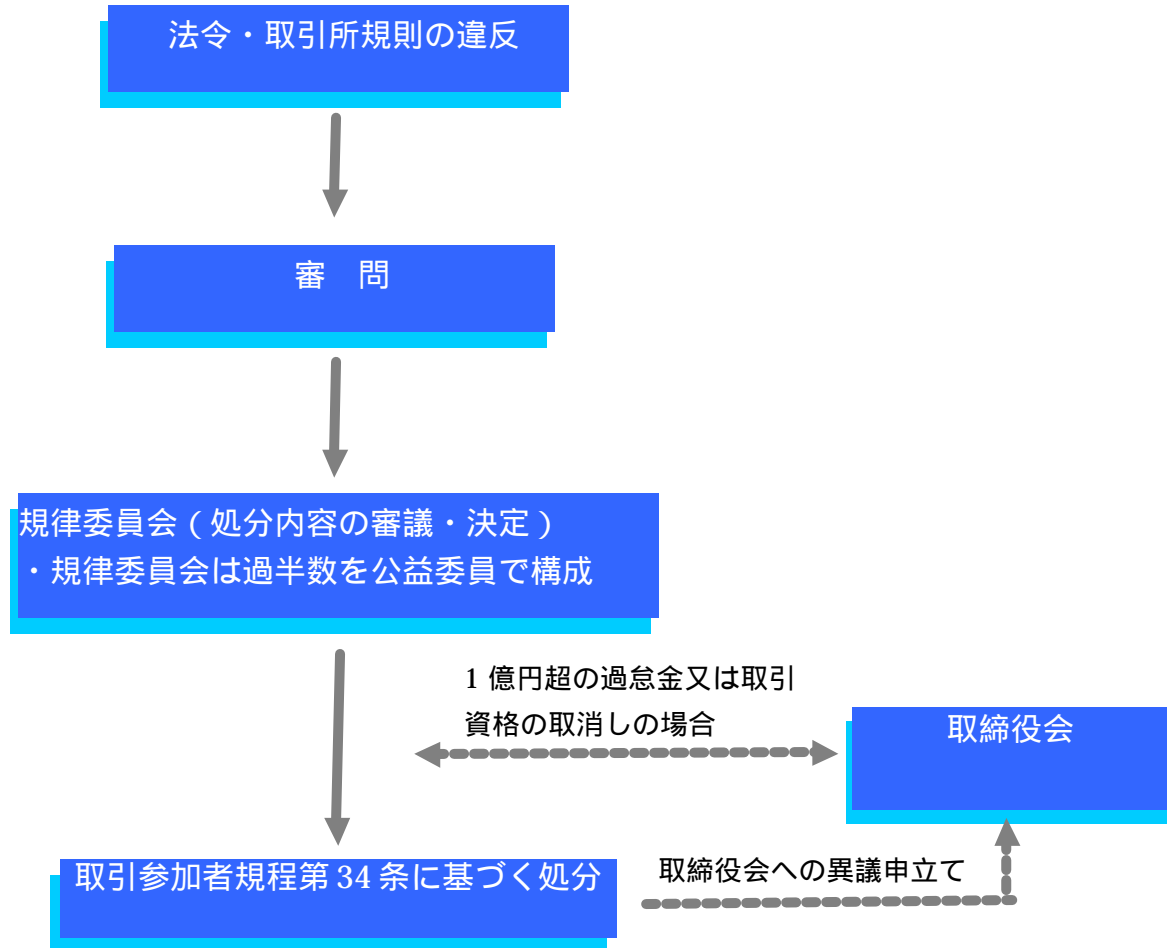 法令・取引所規則の違反
審　問
規律委員会（処分内容の審議・決定）
・規律委員会は過半数を公益委員で構成
1 億円超の過怠金又は取引
資格の取消しの場合
取締役会
取引参加者規程第 34 条に基づく処分
取締役会への異議申立て